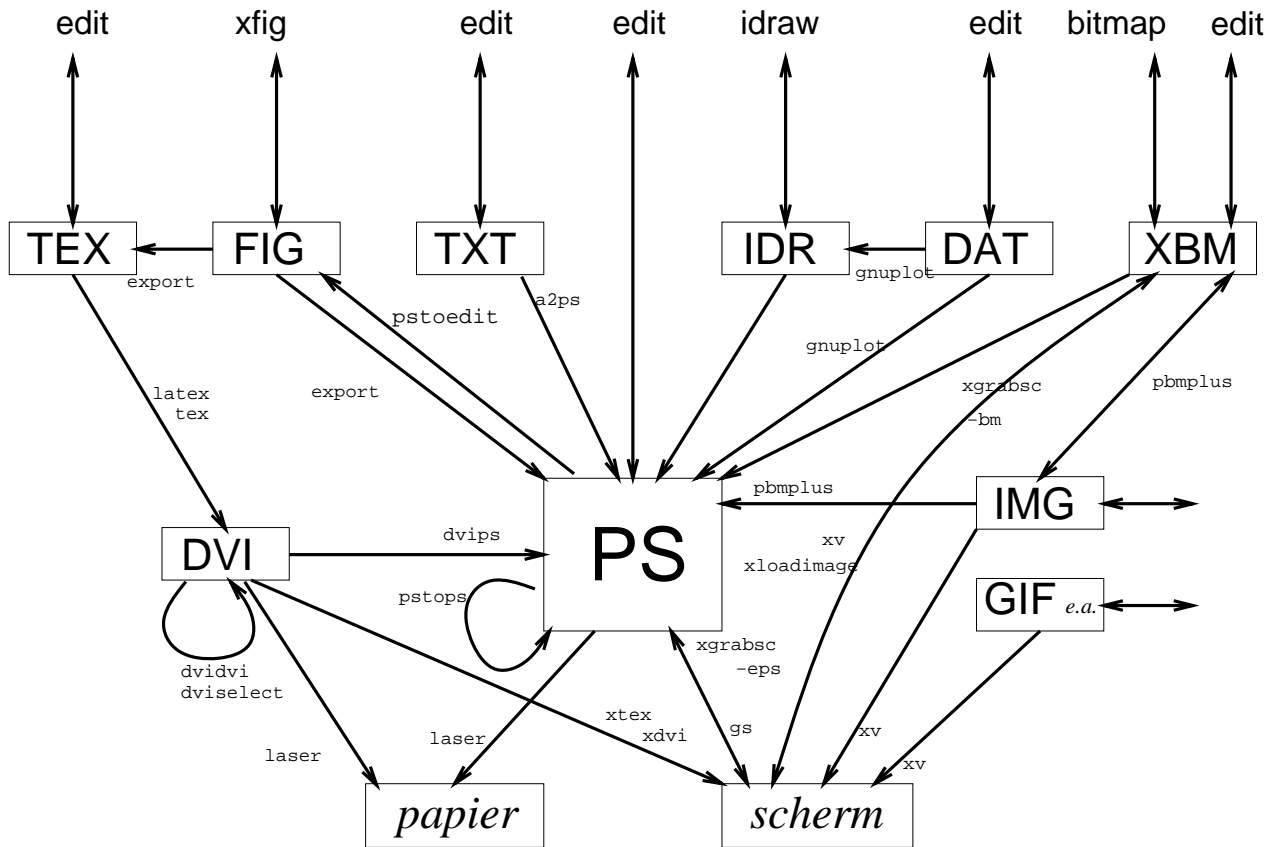 edit xfig edit edit idraw edit bitmap edit
TEX FIG TXT IDR DAT XBM
export
gnuplot
a2ps
pstoedit
gnuplot
latex
tex
export
xgrabsc
-bm
pbmplus
pbmplus
IMG
DVI
dvips
PS
xv
xloadimage
pstops
GIF e.a.
dvidvi
dviselect
xgrabsc
-eps
xtex
xdvi
laser
laser
gs
xv
xv
papier
scherm